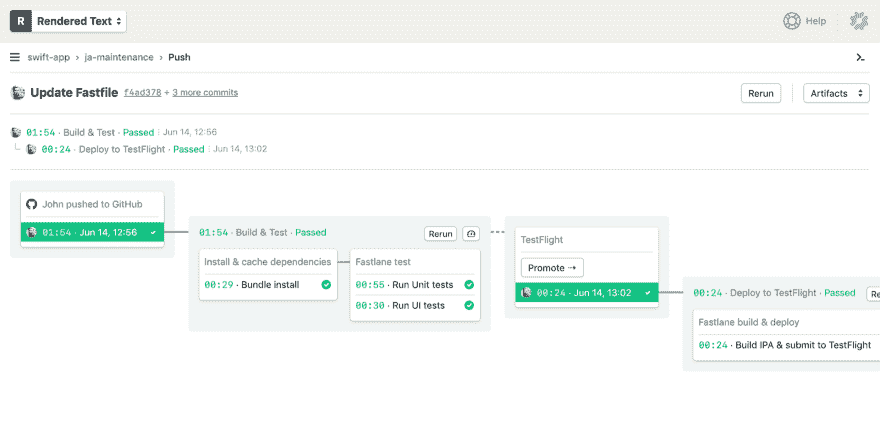 R Rendered Text
Help
swift-app › ja-maintenance › Push
Update Fastfile f4ad378 + 3 more commits
Rerun
Artifacts
01:54 · Build & Test · Passed Jun 14, 12:56
00:24 · Deploy to TestFlight · Passed Jun 14, 13:02
John pushed to GitHub
01:54 · Jun 14, 12:56
01:54 · Build & Test · Passed
Rerun
Install & cache dependencies
00:29 · Bundle install
Fastlane test
00:55 · Run Unit tests
00:30 · Run UI tests
TestFlight
Promote ⇢
00:24 · Jun 14, 13:02
00:24 · Deploy to TestFlight · Passed
Re
Fastlane build & deploy
00:24 · Build IPA & submit to TestFlight